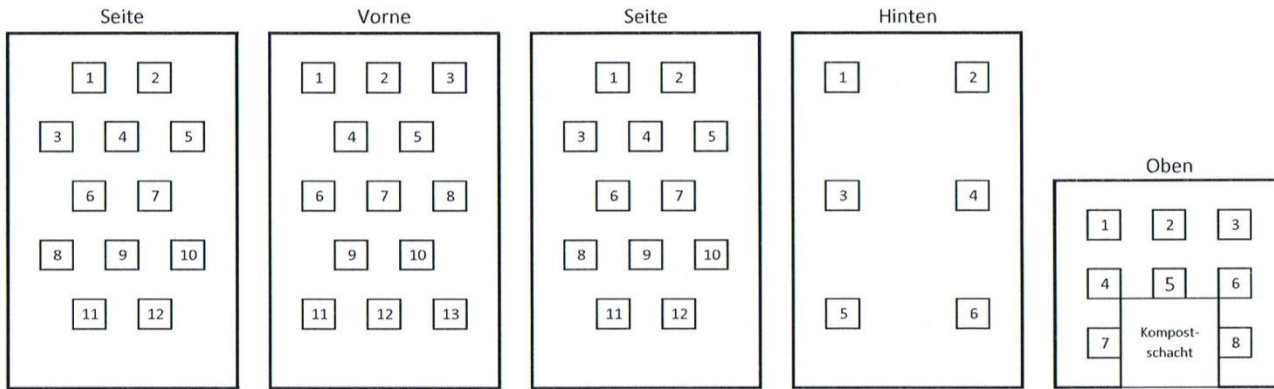 Seite
1 2
3 4 5
6 7
8 9 10
11 12
Vorne
1 2 3
4 5
6 7 8
9 10
11 12 13
Seite
1 2
3 4 5
6 7
8 9 10
11 12
Hinten
1 2
3 4
5 6
Oben
1 2 3
4 5 6
7 8
Kompost-
schacht